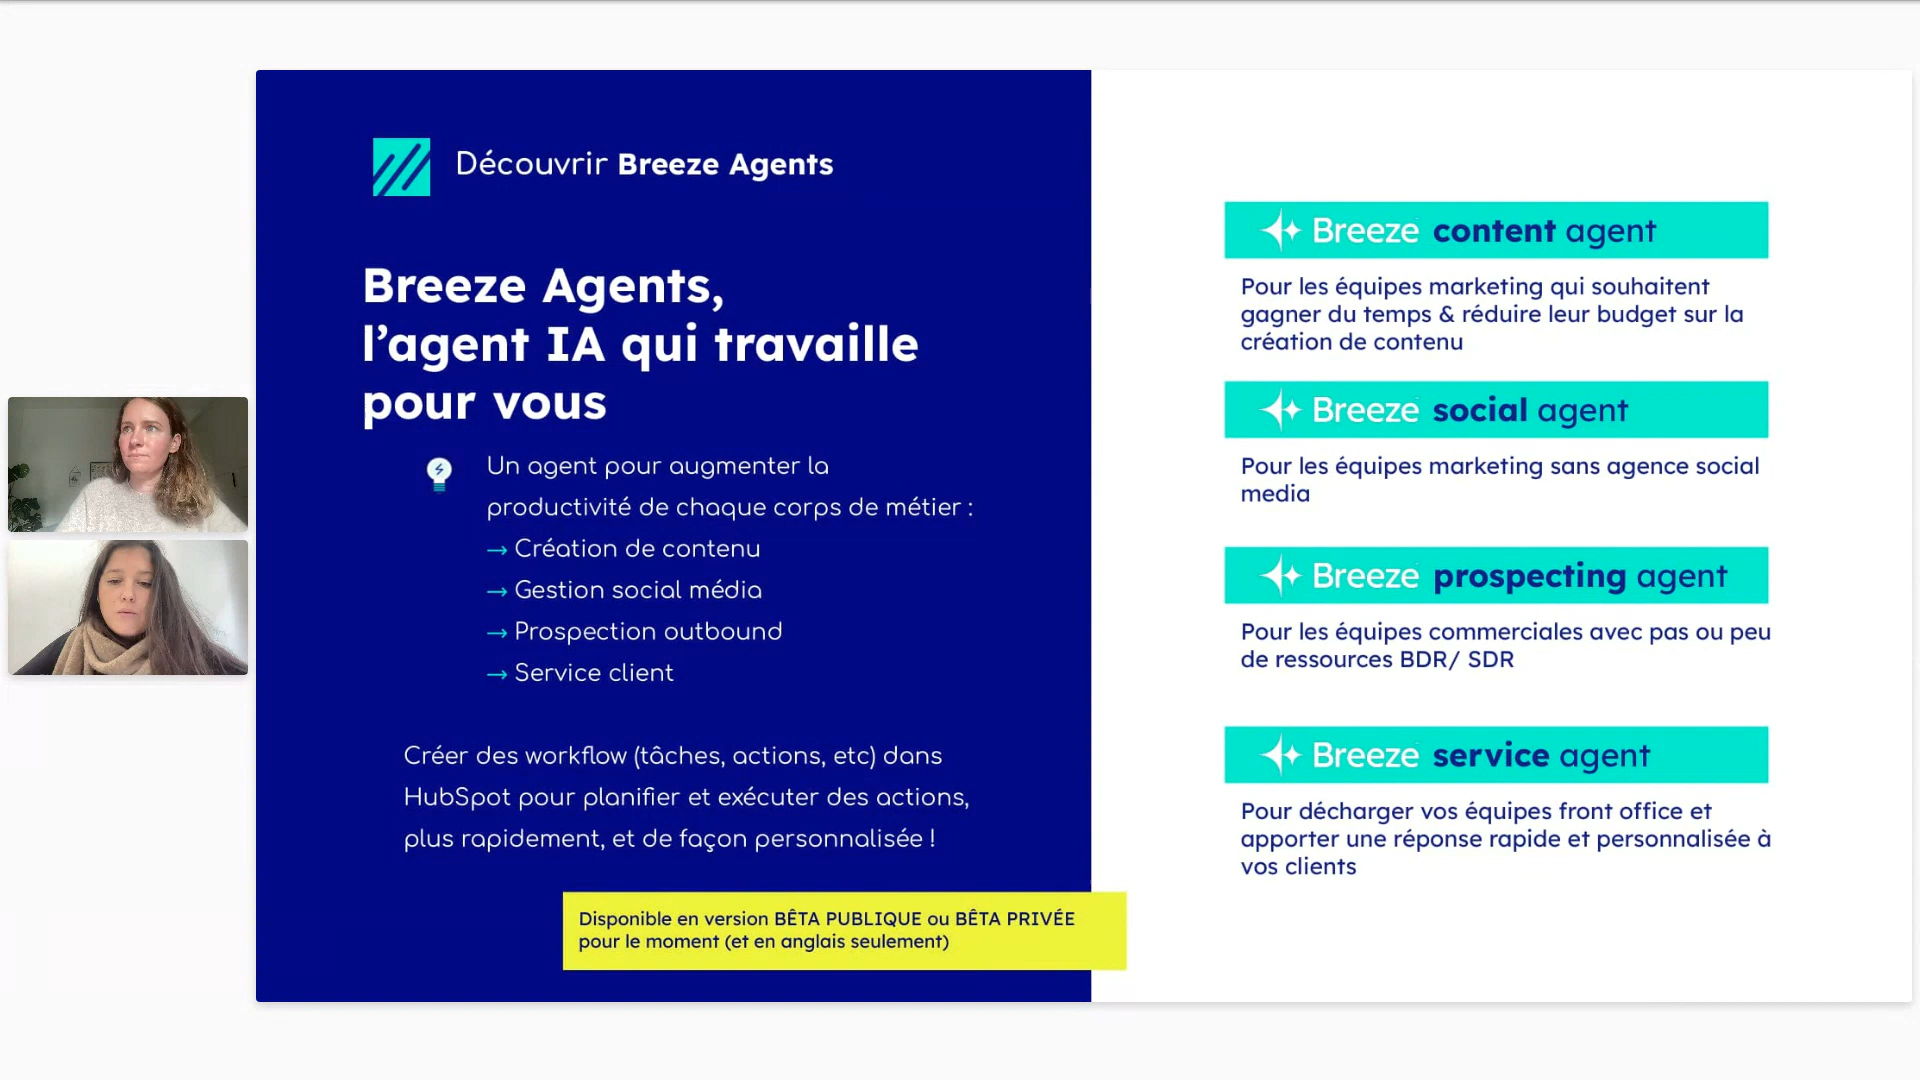 Découvrir Breeze Agents
Breeze Agents,
l’agent IA qui travaille
pour vous
Un agent pour augmenter la
productivité de chaque corps de métier :
→ Création de contenu
→ Gestion social média
→ Prospection outbound
→ Service client
Créer des workflow (tâches, actions, etc) dans
HubSpot pour planifier et exécuter des actions,
plus rapidement, et de façon personnalisée !
Disponible en version BÊTA PUBLIQUE ou BÊTA PRIVÉE
pour le moment (et en anglais seulement)
Breeze content agent
Pour les équipes marketing qui souhaitent
gagner du temps & réduire leur budget sur la
création de contenu
Breeze social agent
Pour les équipes marketing sans agence social
media
Breeze prospecting agent
Pour les équipes commerciales avec pas ou peu
de ressources BDR/ SDR
Breeze service agent
Pour décharger vos équipes front office et
apporter une réponse rapide et personnalisée à
vos clients